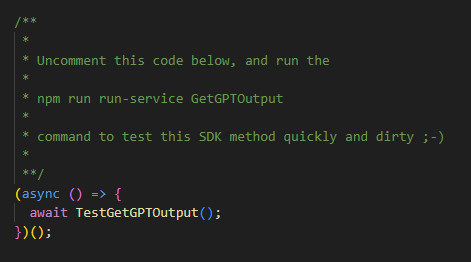 /**
*
* Uncomment this code below, and run the
*
* npm run run-service GetGPTOutput
*
* command to test this SDK method quickly and dirty ;-)
*
**/
(async () => {
await TestGetGPTOutput();
})();